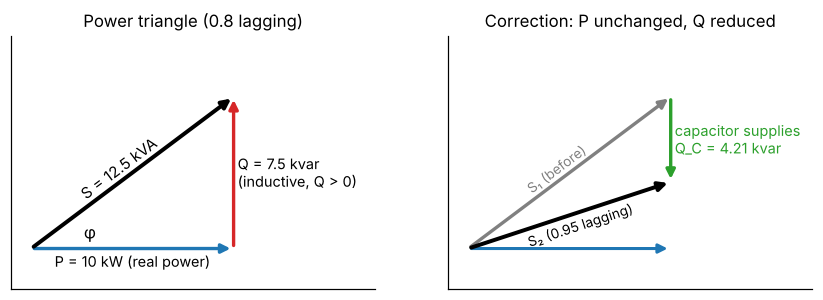 Power triangle (0.8 lagging)
S = 12.5 kVA
Q = 7.5 kvar
(inductive, Q > 0)
φ
P = 10 kW (real power)
Correction: P unchanged, Q reduced
capacitor supplies
Q_C = 4.21 kvar
S₁ (before)
S₂ (0.95 lagging)